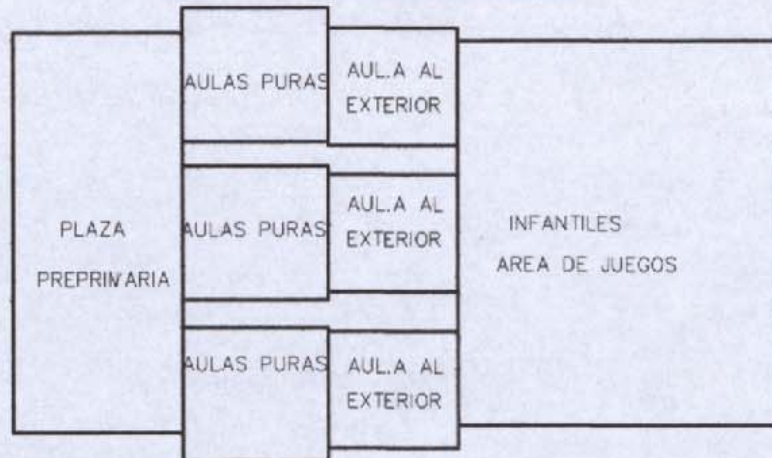 AULAS PURAS
AUL.A AL
EXTERIOR
PLAZA
PREPRIMARIA
AULAS PURAS
AUL.A AL
EXTERIOR
INFANTILES
AREA DE JUEGOS
AULAS PURAS
AUL.A AL
EXTERIOR